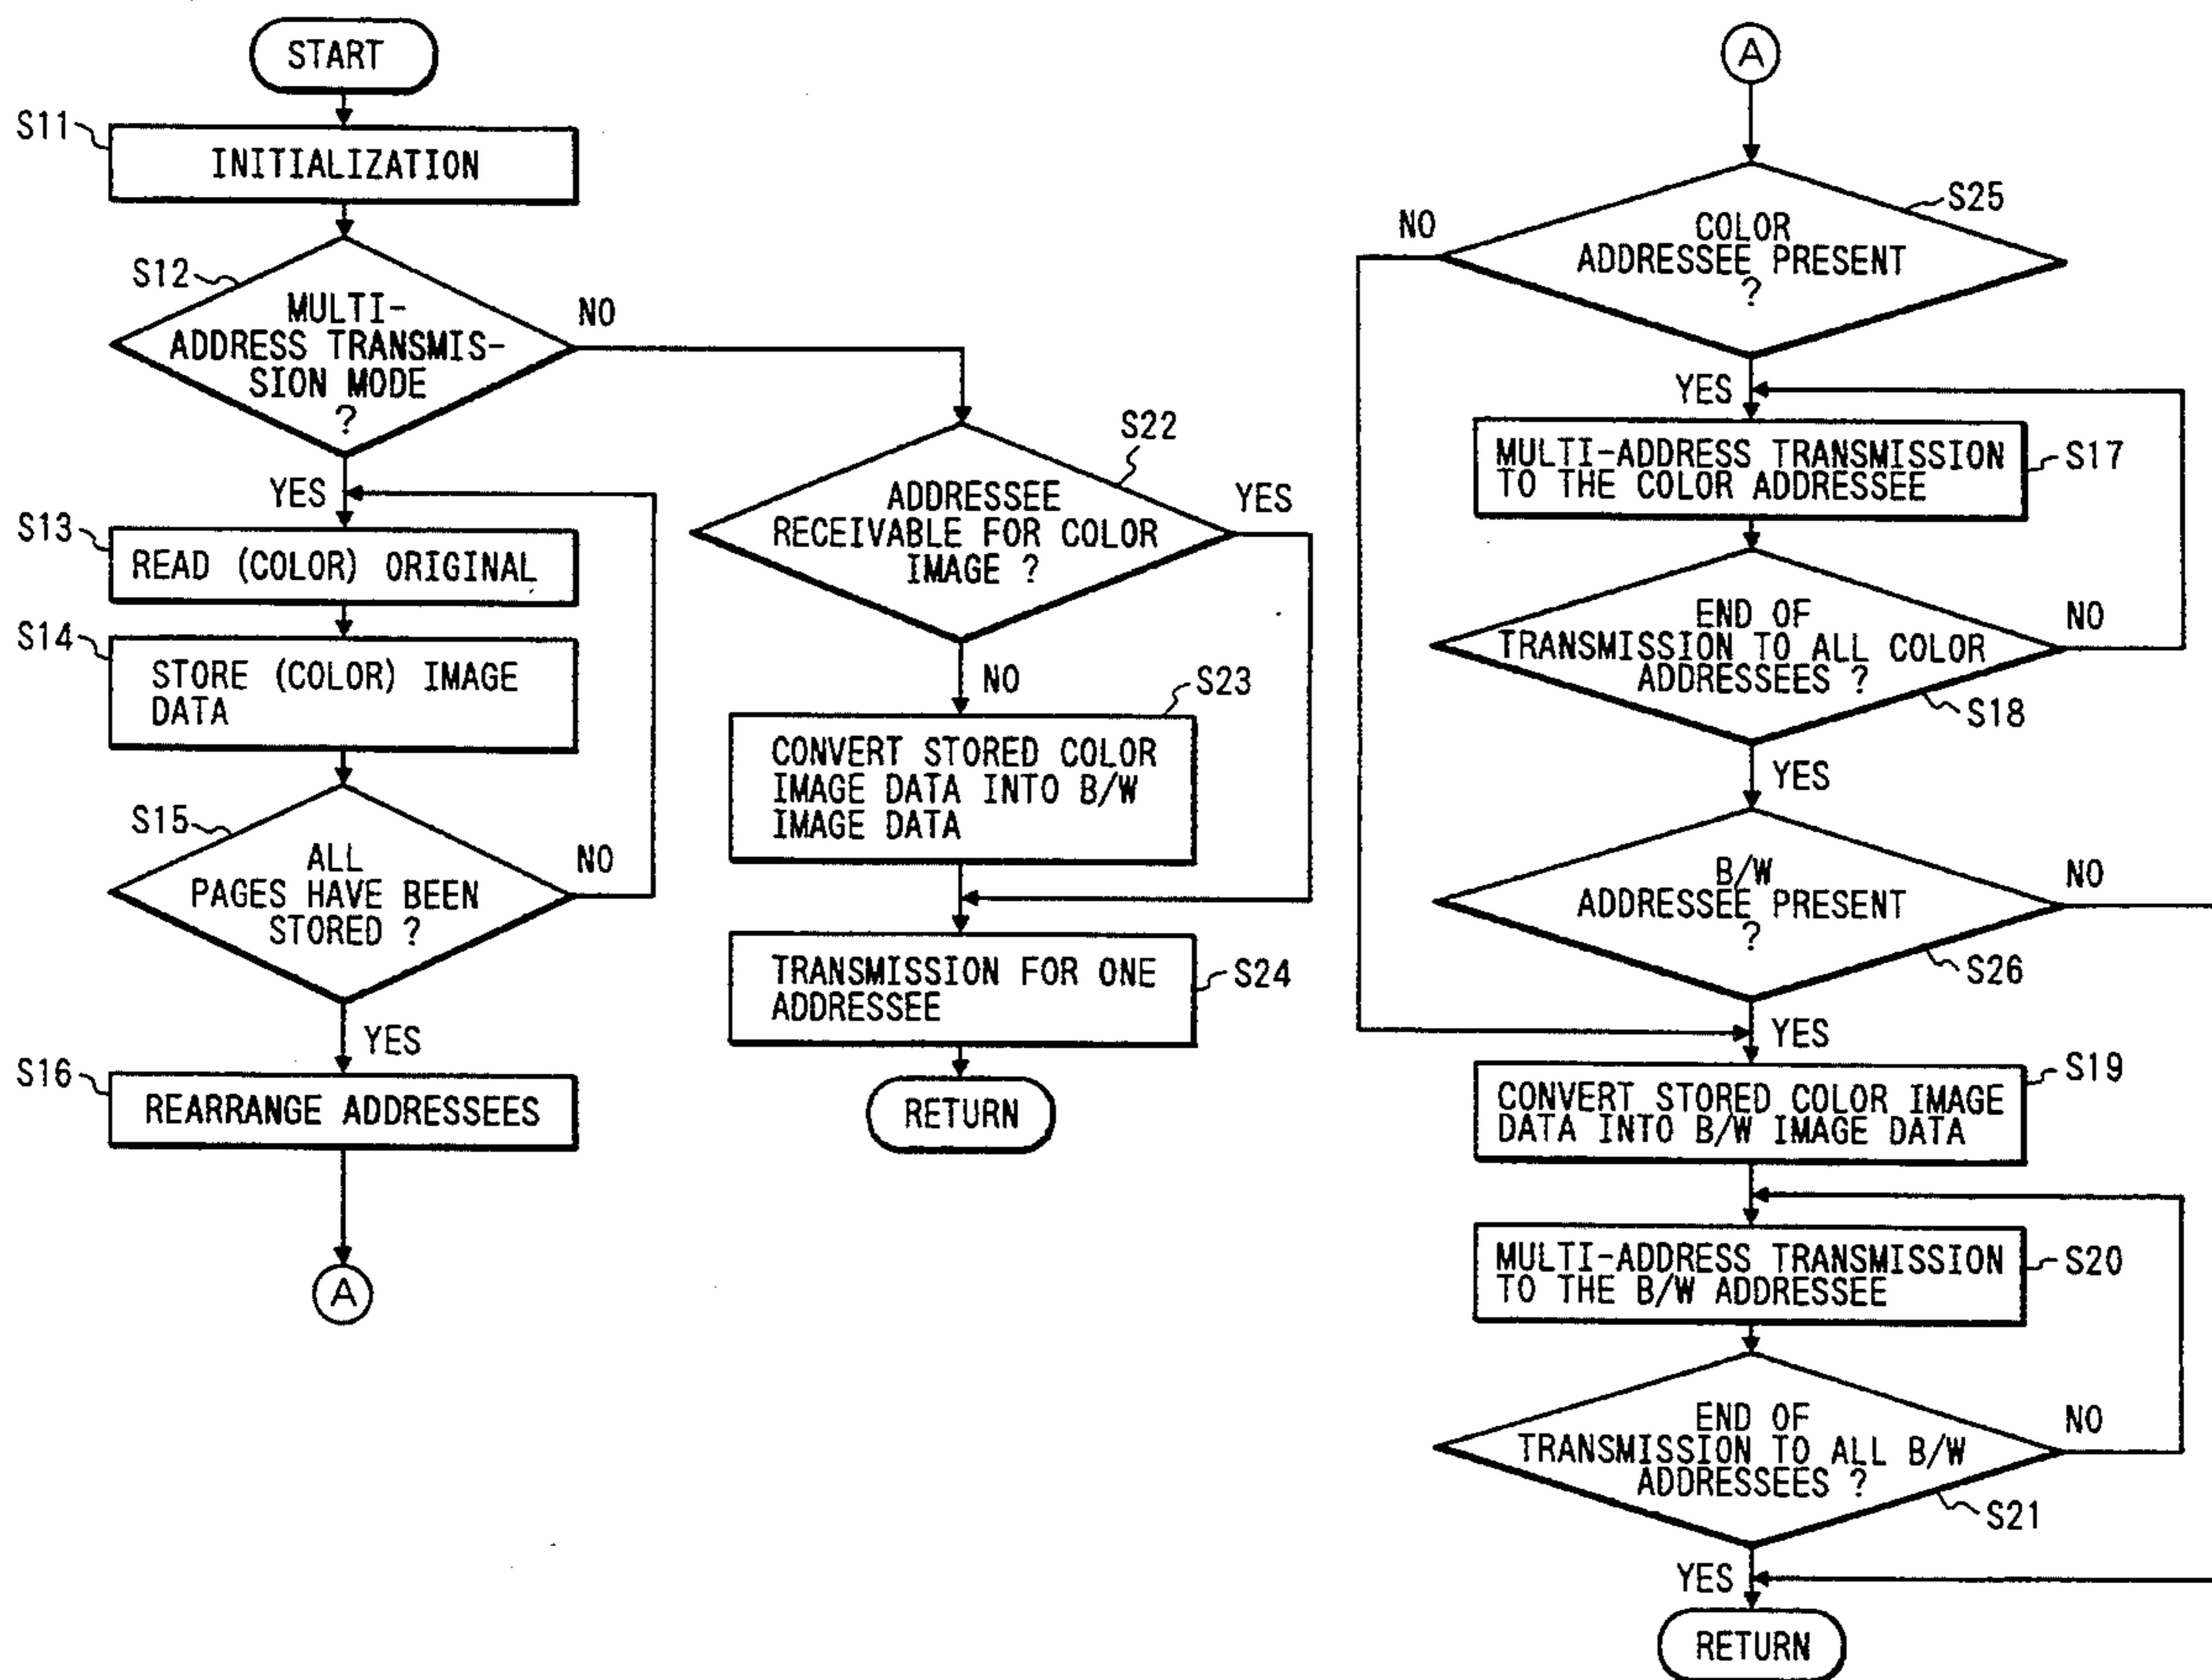 START
S11
INITIALIZATION
S12
MULTI-
ADDRESS TRANSMIS-
SION MODE
?
NO
YES
S13
READ (COLOR) ORIGINAL
S14
STORE (COLOR) IMAGE
DATA
S15
ALL
PAGES HAVE BEEN
STORED ?
NO
YES
S16
REARRANGE ADDRESSEES
A
S22
ADDRESSEE
RECEIVABLE FOR COLOR
IMAGE ?
YES
NO
S23
CONVERT STORED COLOR
IMAGE DATA INTO B/W
IMAGE DATA
TRANSMISSION FOR ONE
ADDRESSEE
S24
RETURN
A
S25
COLOR
ADDRESSEE PRESENT
?
NO
YES
MULTI-ADDRESS TRANSMISSION
TO THE COLOR ADDRESSEE
S17
END OF
TRANSMISSION TO ALL COLOR
ADDRESSEES ?
NO
S18
YES
B/W
ADDRESSEE PRESENT
?
NO
S26
YES
CONVERT STORED COLOR IMAGE
DATA INTO B/W IMAGE DATA
S19
MULTI-ADDRESS TRANSMISSION
TO THE B/W ADDRESSEE
S20
END OF
TRANSMISSION TO ALL B/W
ADDRESSEES ?
NO
S21
YES
RETURN